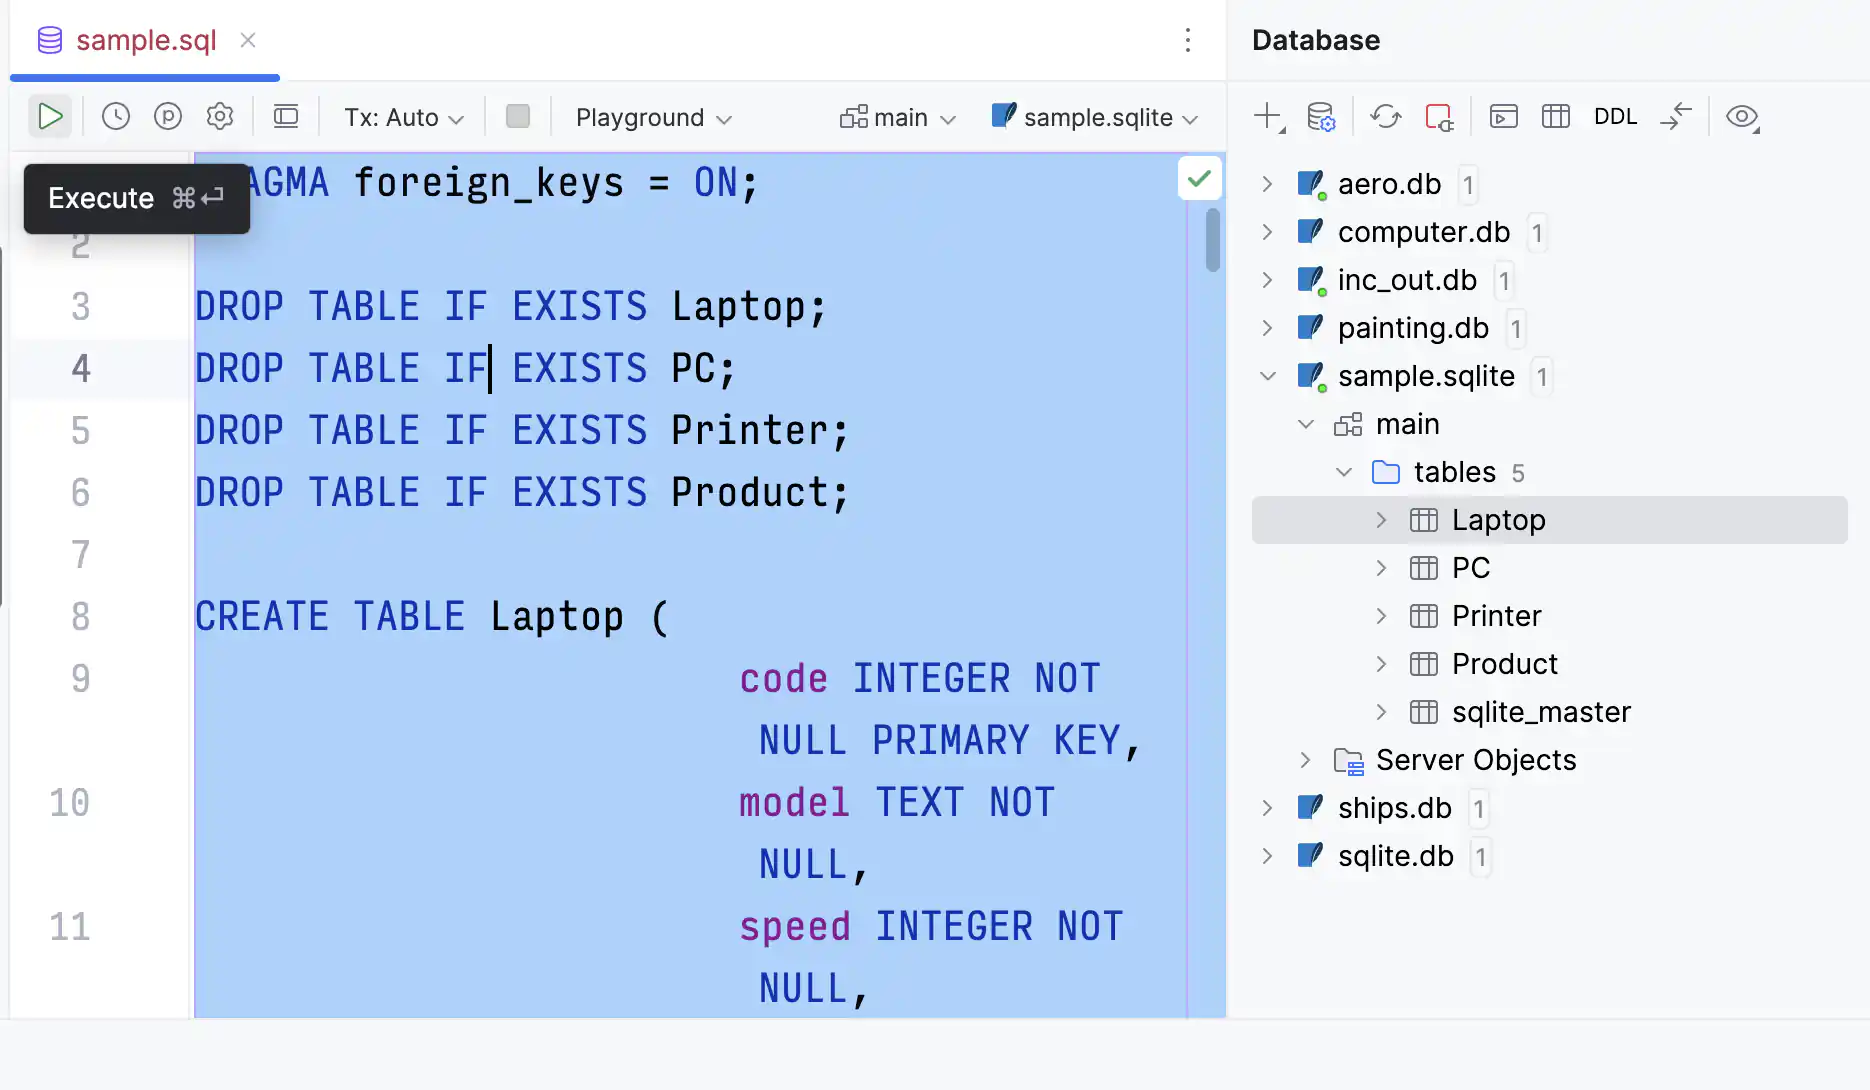 sample.sql
Tx: Auto
Playground
main
sample.sqlite
Execute ⌘⏎
AGMA foreign_keys = ON;
2
3 DROP TABLE IF EXISTS Laptop;
4 DROP TABLE IF EXISTS PC;
5 DROP TABLE IF EXISTS Printer;
6 DROP TABLE IF EXISTS Product;
7
8 CREATE TABLE Laptop (
9 code INTEGER NOT
NULL PRIMARY KEY,
10 model TEXT NOT
NULL,
11 speed INTEGER NOT
NULL,
Database
DDL
aero.db 1
computer.db 1
inc_out.db 1
painting.db 1
sample.sqlite 1
main
tables 5
Laptop
PC
Printer
Product
sqlite_master
Server Objects
ships.db 1
sqlite.db 1